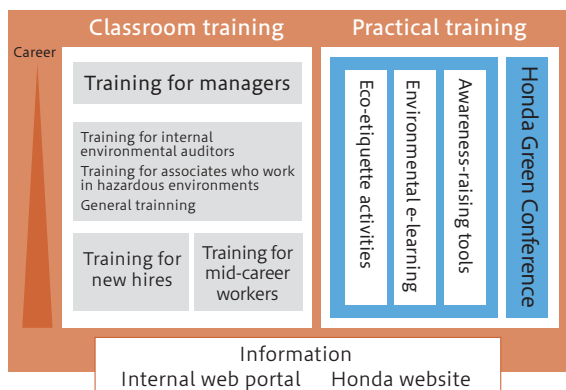 Classroom training
Practical training
Career
Training for managers
Training for internal
environmental auditors
Training for associates who work
in hazardous environments
General trainning
Training for
new hires
Training for
mid-career
workers
Eco-etiquette activities
Environmental e-learning
Awareness-raising tools
Honda Green Conference
Information
Internal web portal Honda website